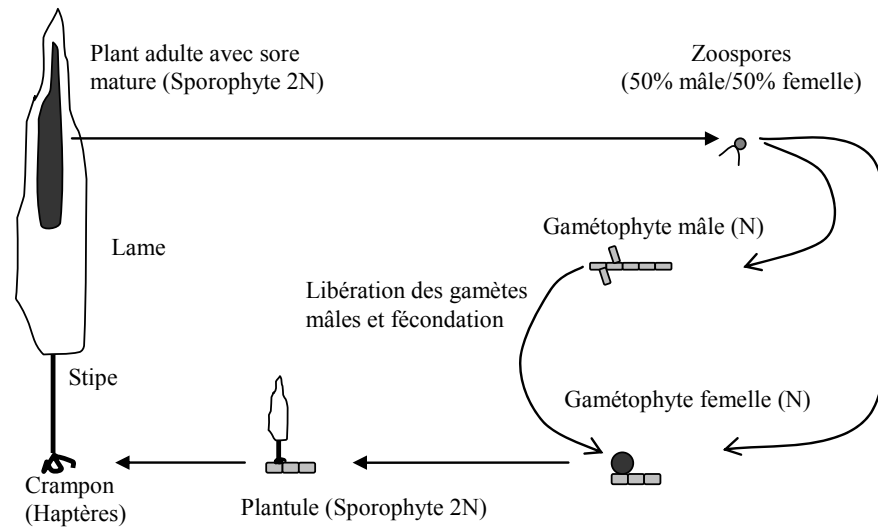 Plant adulte avec sore
mature (Sporophyte 2N)
Zoospores
(50% mâle/50% femelle)
Lame
Gamétophyte mâle (N)
Libération des gamètes
mâles et fécondation
Stipe
Gamétophyte femelle (N)
Crampon
(Haptères)
Plantule (Sporophyte 2N)